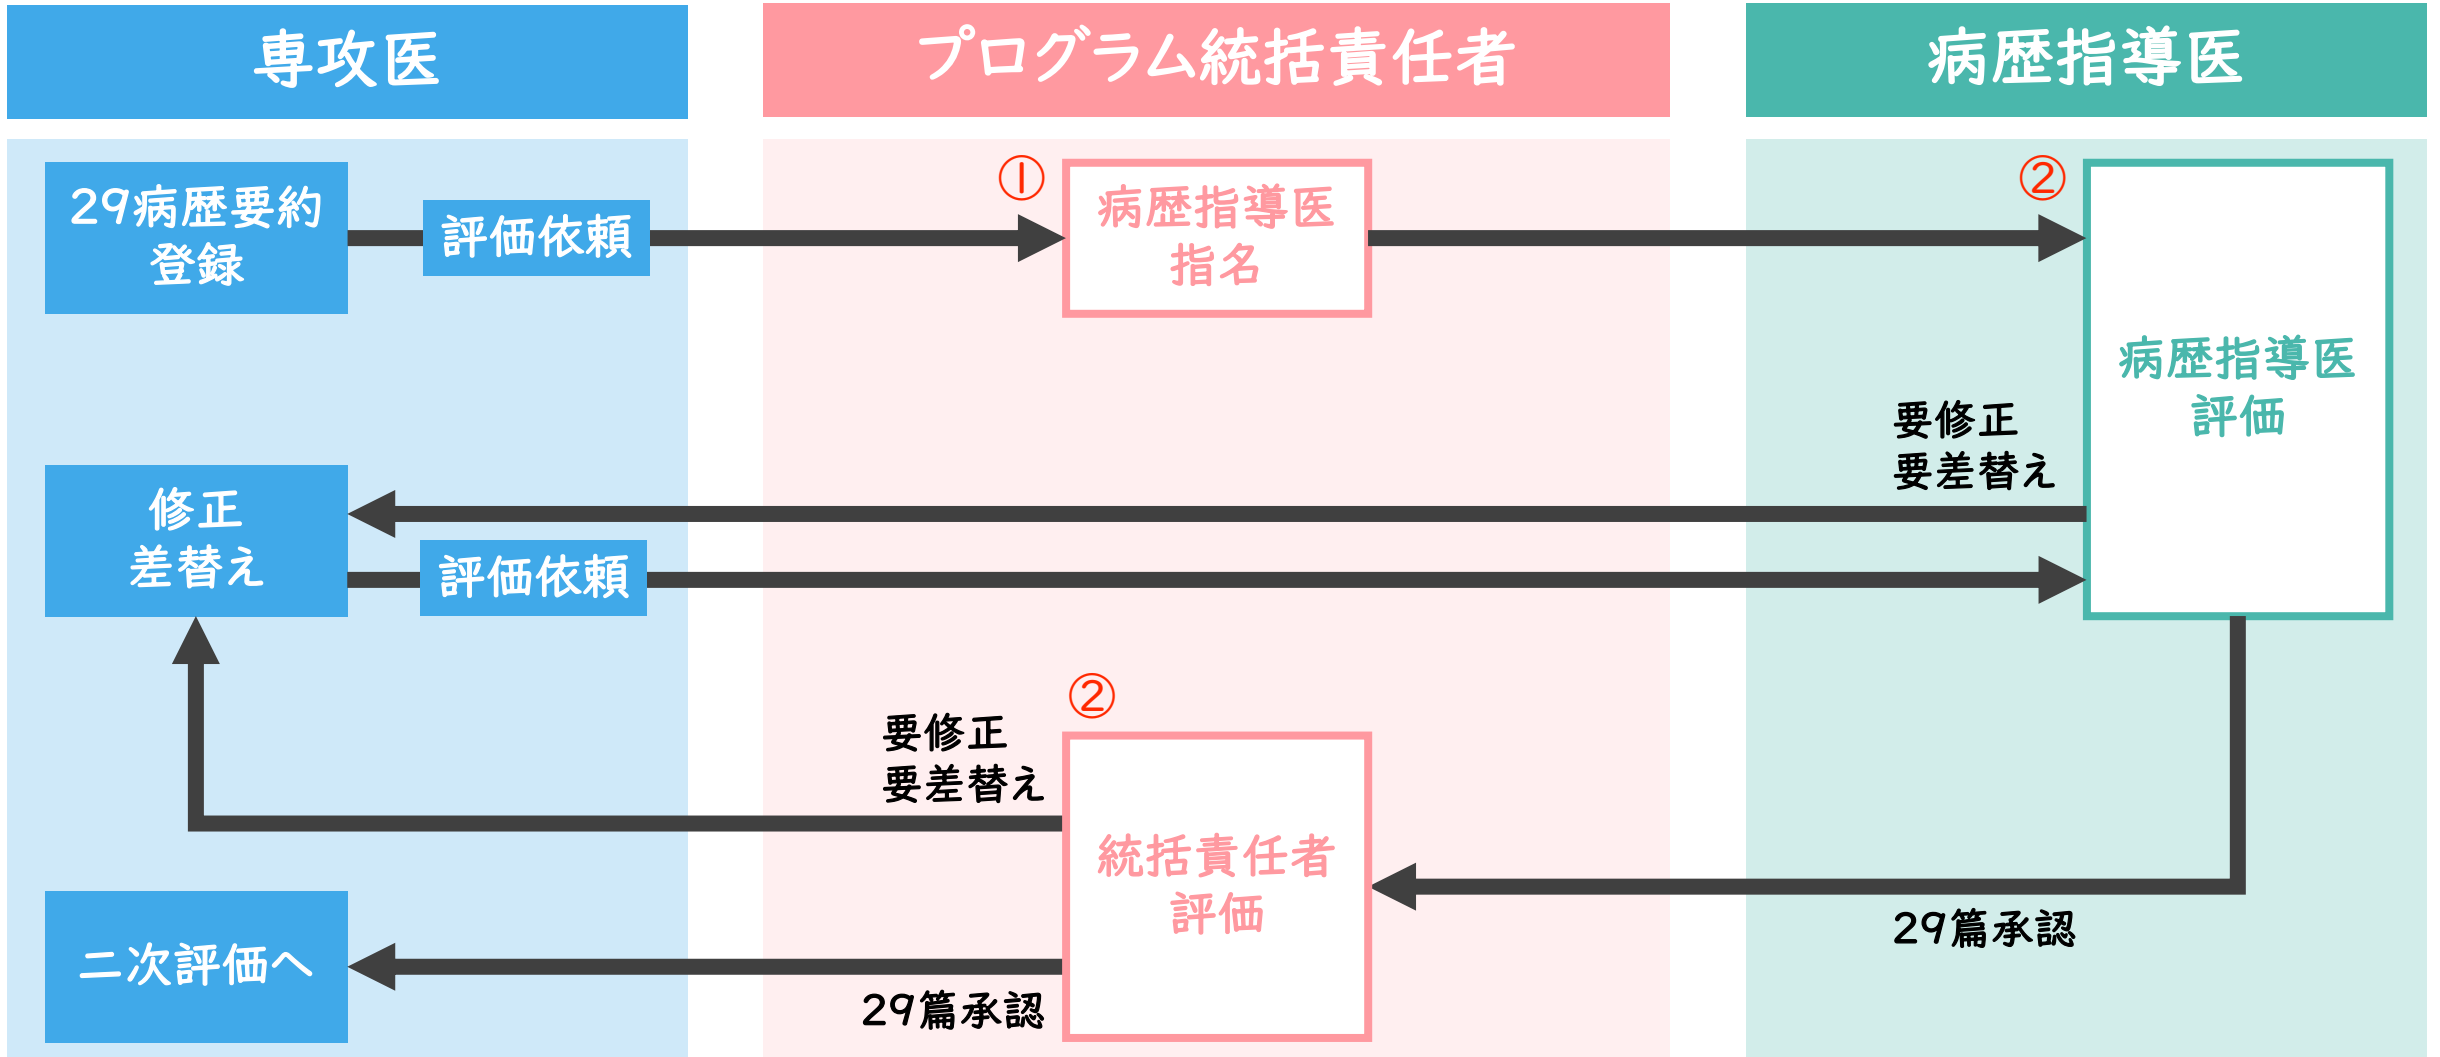 専攻医
プログラム統括責任者
病歴指導医
29病歴要約
登録
評価依頼
①
病歴指導医
指名
②
病歴指導医
評価
要修正
要差替え
修正
差替え
評価依頼
②
要修正
要差替え
統括責任者
評価
29篇承認
二次評価へ
29篇承認